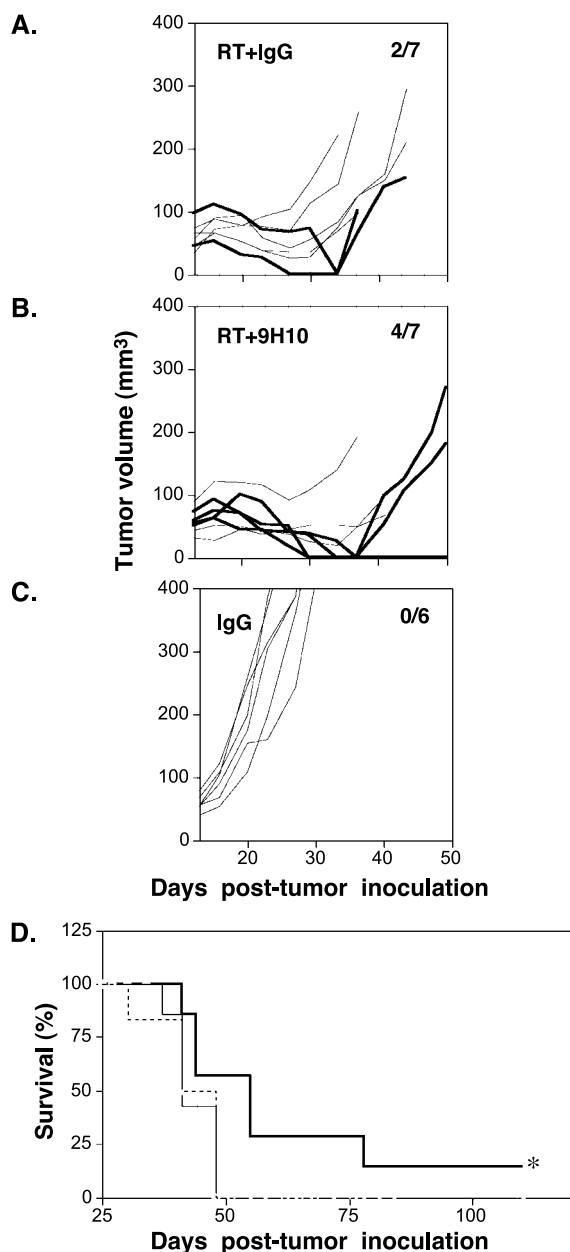 A.
400
300
200
100
0
RT+IgG 2/7
B.
400
300
200
100
0
RT+9H10 4/7
Tumor volume (mm³)
C.
400
300
200
100
0
IgG 0/6
20 30 40 50
Days post-tumor inoculation
D.
125
100
75
50
25
0
Survival (%)
*
25 50 75 100
Days post-tumor inoculation